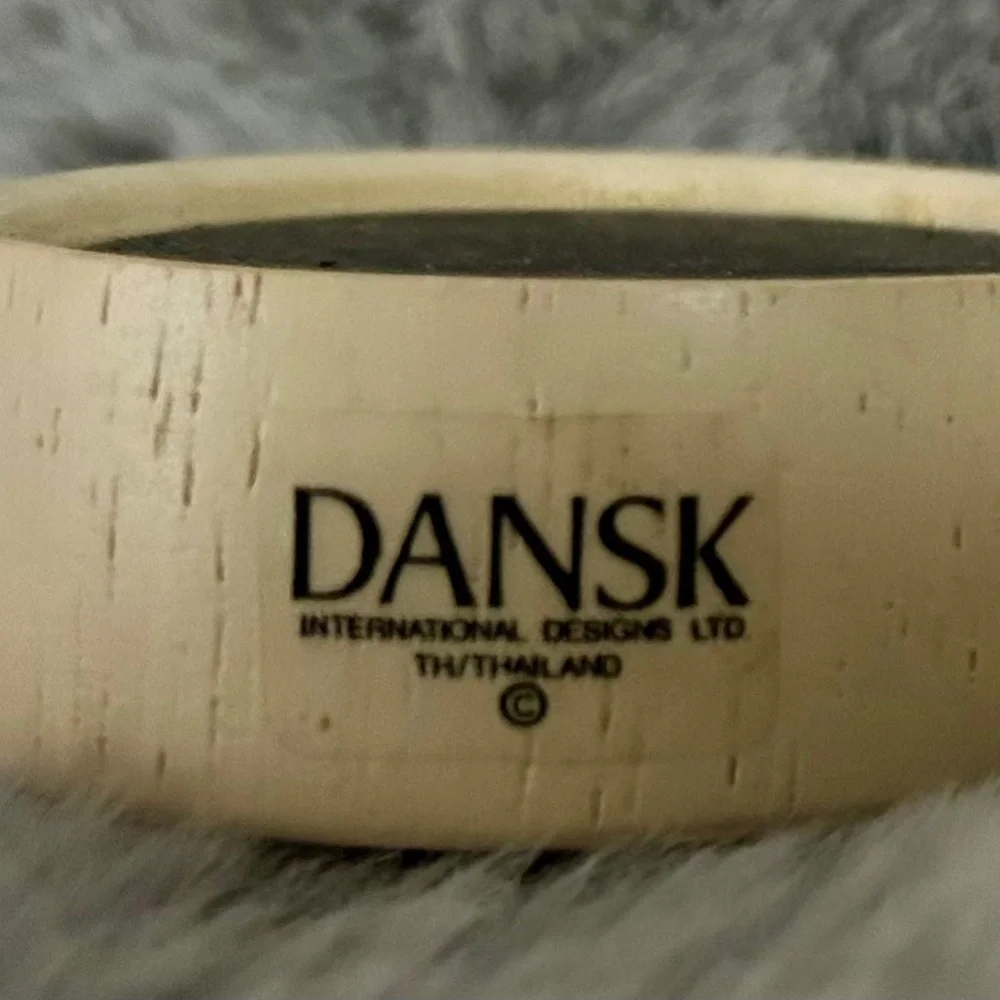 DANSK
INTERNATIONAL DESIGNS LTD
TH/THAILAND
©